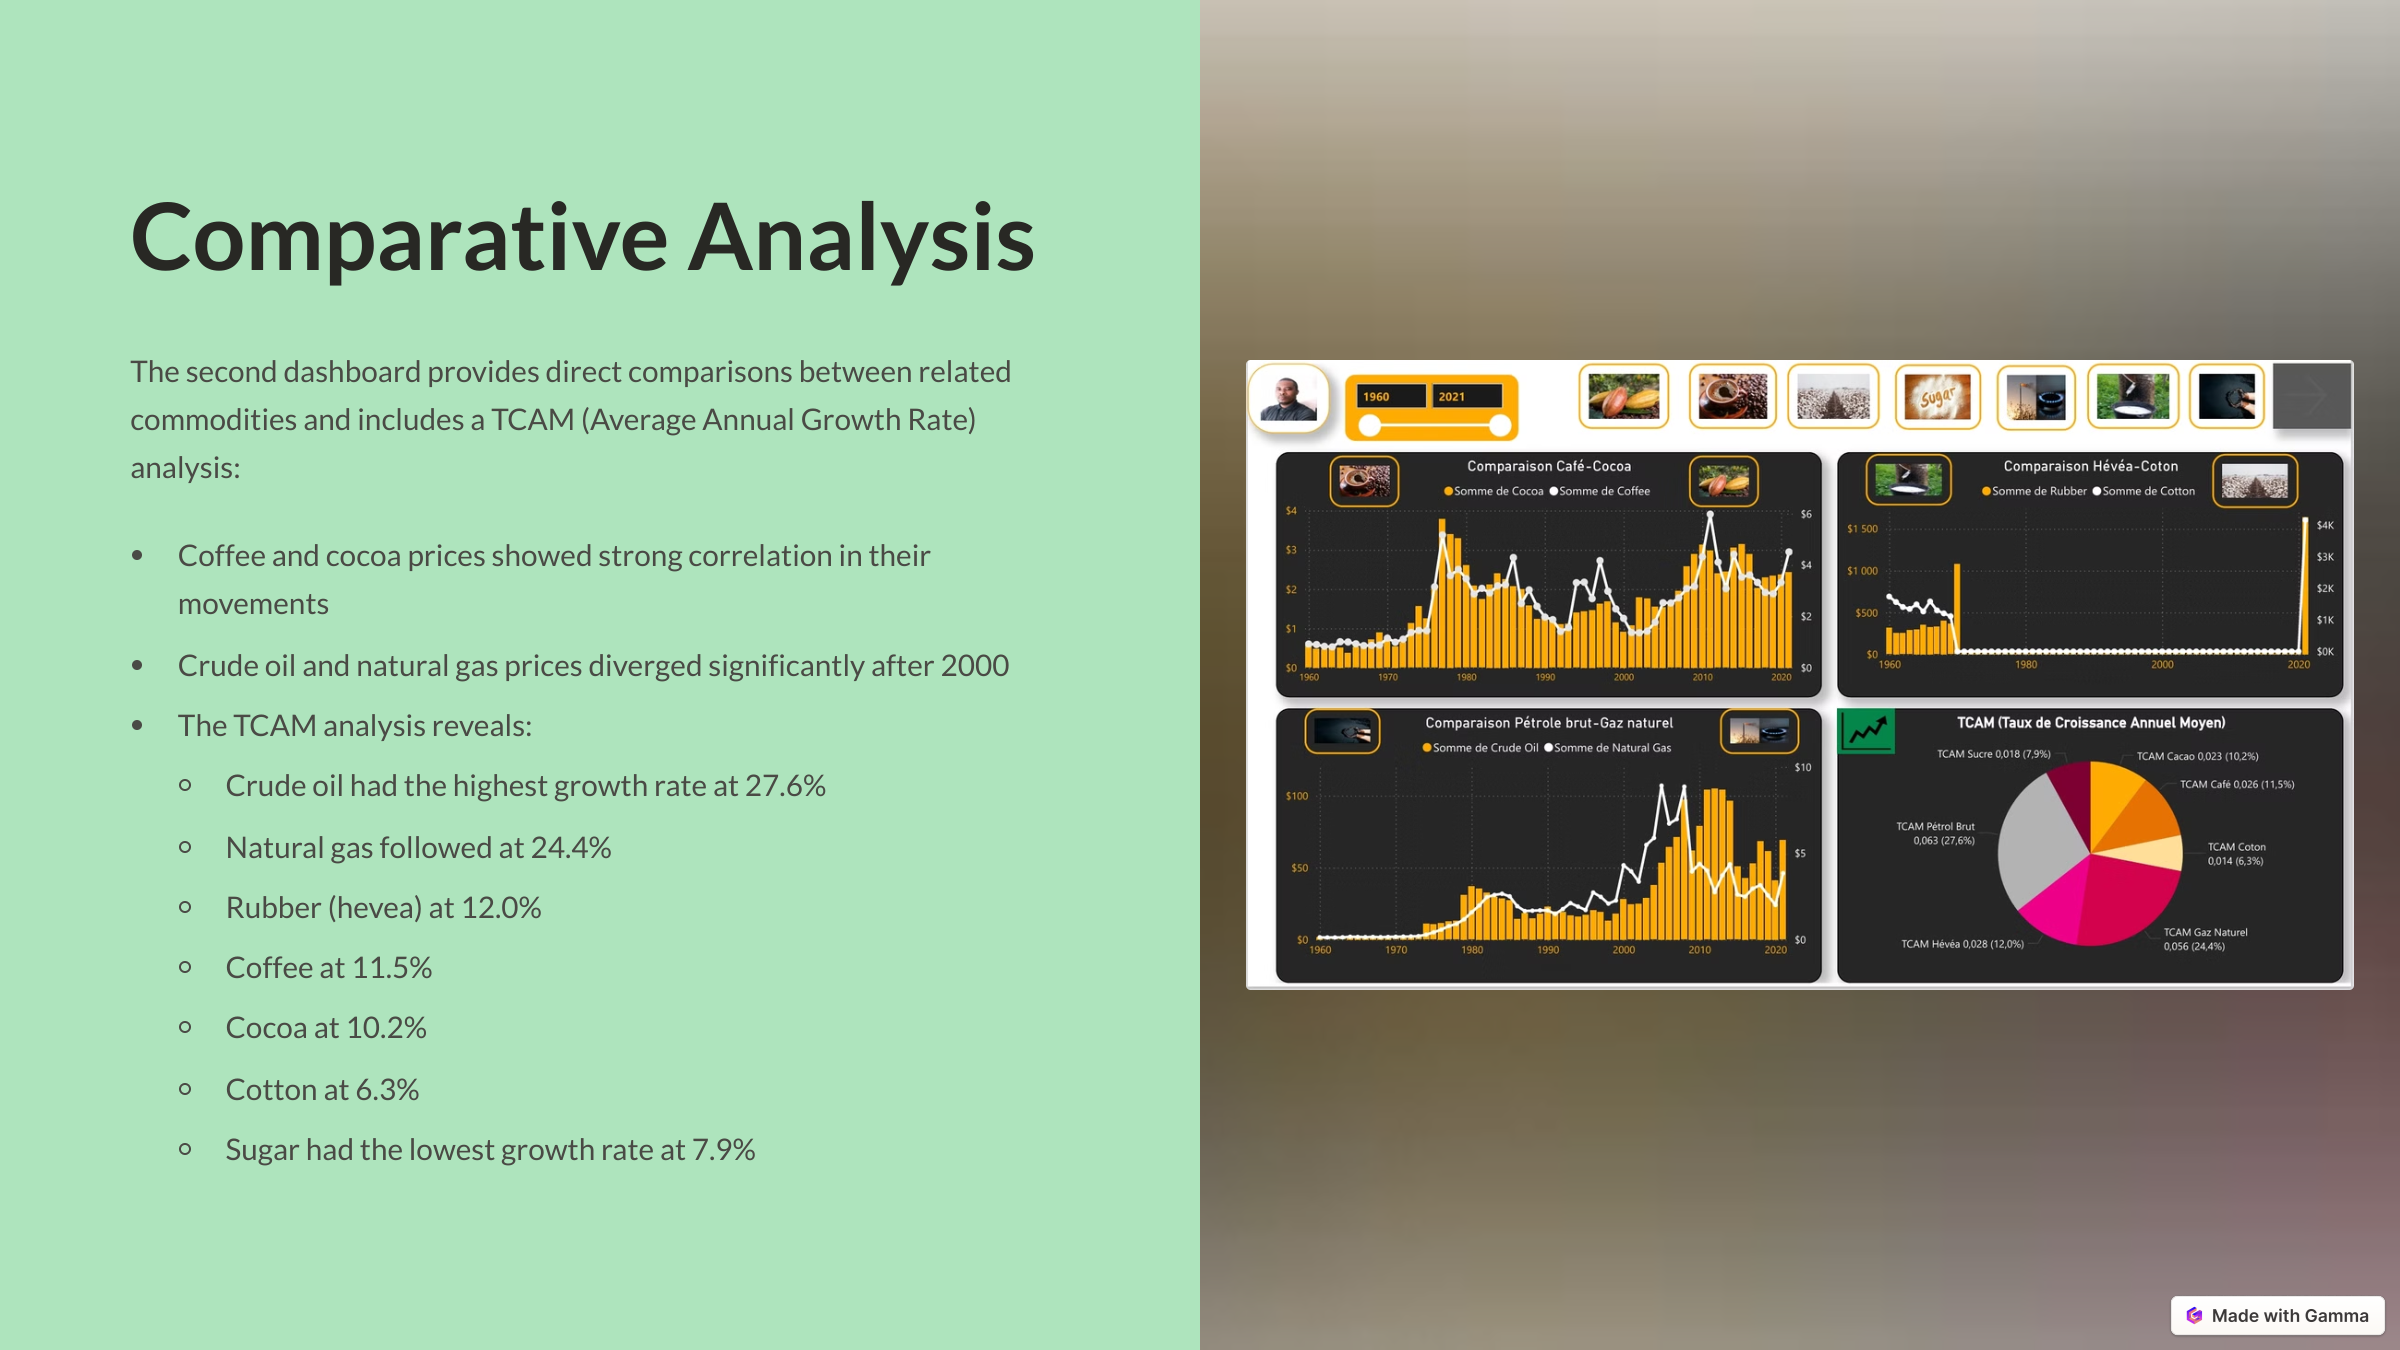 Comparative Analysis
The second dashboard provides direct comparisons between related
commodities and includes a TCAM (Average Annual Growth Rate)
analysis:
• Coffee and cocoa prices showed strong correlation in their
movements
• Crude oil and natural gas prices diverged significantly after 2000
• The TCAM analysis reveals:
Crude oil had the highest growth rate at 27.6%
Natural gas followed at 24.4%
Rubber (hevea) at 12.0%
Coffee at 11.5%
Cocoa at 10.2%
Cotton at 6.3%
Sugar had the lowest growth rate at 7.9%
1960 2021
Sugar
Comparaison Café-Cocoa
Somme de Cocoa Somme de Coffee
$4
$3
$2
$1
$0
$6
$4
$2
$0
1960 1970 1980 1990 2000 2010 2020
Comparaison Hévéa-Coton
Somme de Rubber Somme de Cotton
$1 500
$1 000
$500
$0
$4K
$3K
$2K
$1K
$0K
1960 1980 2000 2020
Comparaison Pétrole brut-Gaz naturel
Somme de Crude Oil Somme de Natural Gas
$100
$50
$0
$10
$5
$0
1960 1970 1980 1990 2000 2010 2020
TCAM (Taux de Croissance Annuel Moyen)
TCAM Sucre 0,018 (7,9%)
TCAM Cacao 0,023 (10,2%)
TCAM Café 0,026 (11,5%)
TCAM Pétrol Brut
0,063 (27,6%)
TCAM Coton
0,014 (6,3%)
TCAM Gaz Naturel
0,056 (24,4%)
TCAM Hévéa 0,028 (12,0%)
Made with Gamma